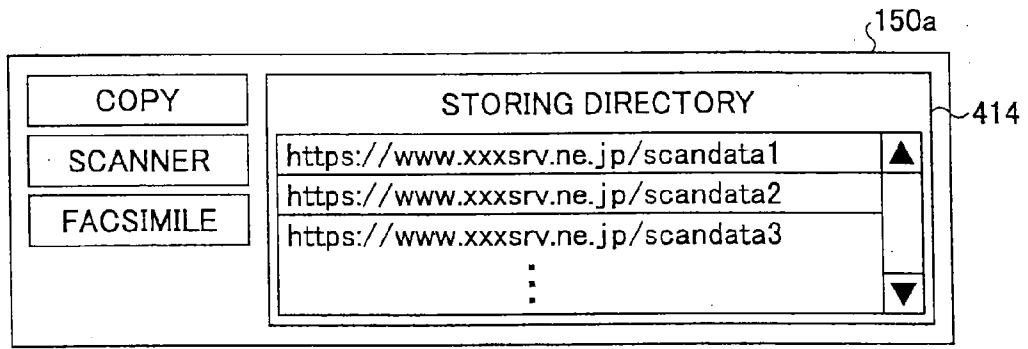 150a
COPY
SCANNER
FACSIMILE
STORING DIRECTORY
414
https://www.xxxsrv.ne.jp/scandata1
https://www.xxxsrv.ne.jp/scandata2
https://www.xxxsrv.ne.jp/scandata3